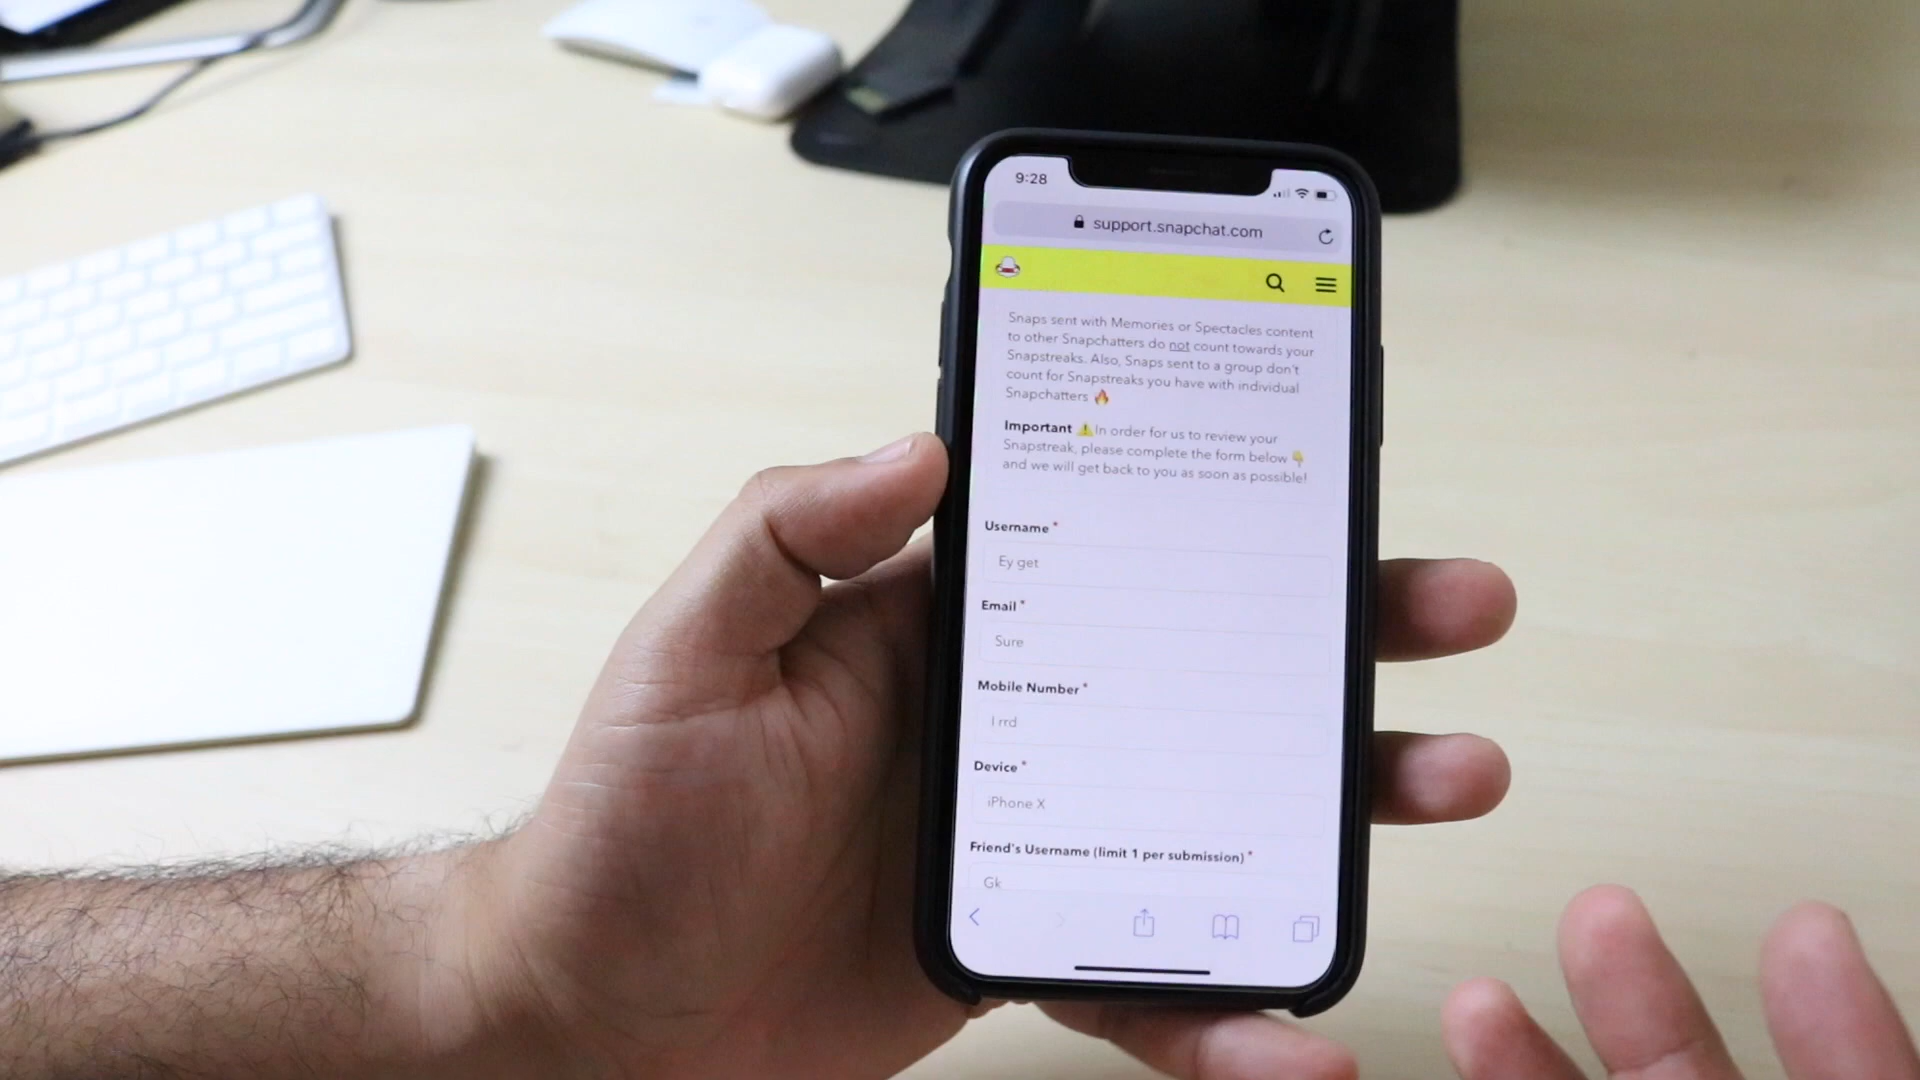 9:28
support.snapchat.com
Snaps sent with Memories or Spectacles content
to other Snapchatters do not count towards your
Snapstreaks. Also, Snaps sent to a group don't
count for Snapstreaks you have with individual
Snapchatters 🔥
Important ⚠️In order for us to review your
Snapstreak, please complete the form below 👇
and we will get back to you as soon as possible!
Username *
Ey get
Email *
Sure
Mobile Number *
I rrd
Device *
iPhone X
Friend's Username (limit 1 per submission) *
Gk